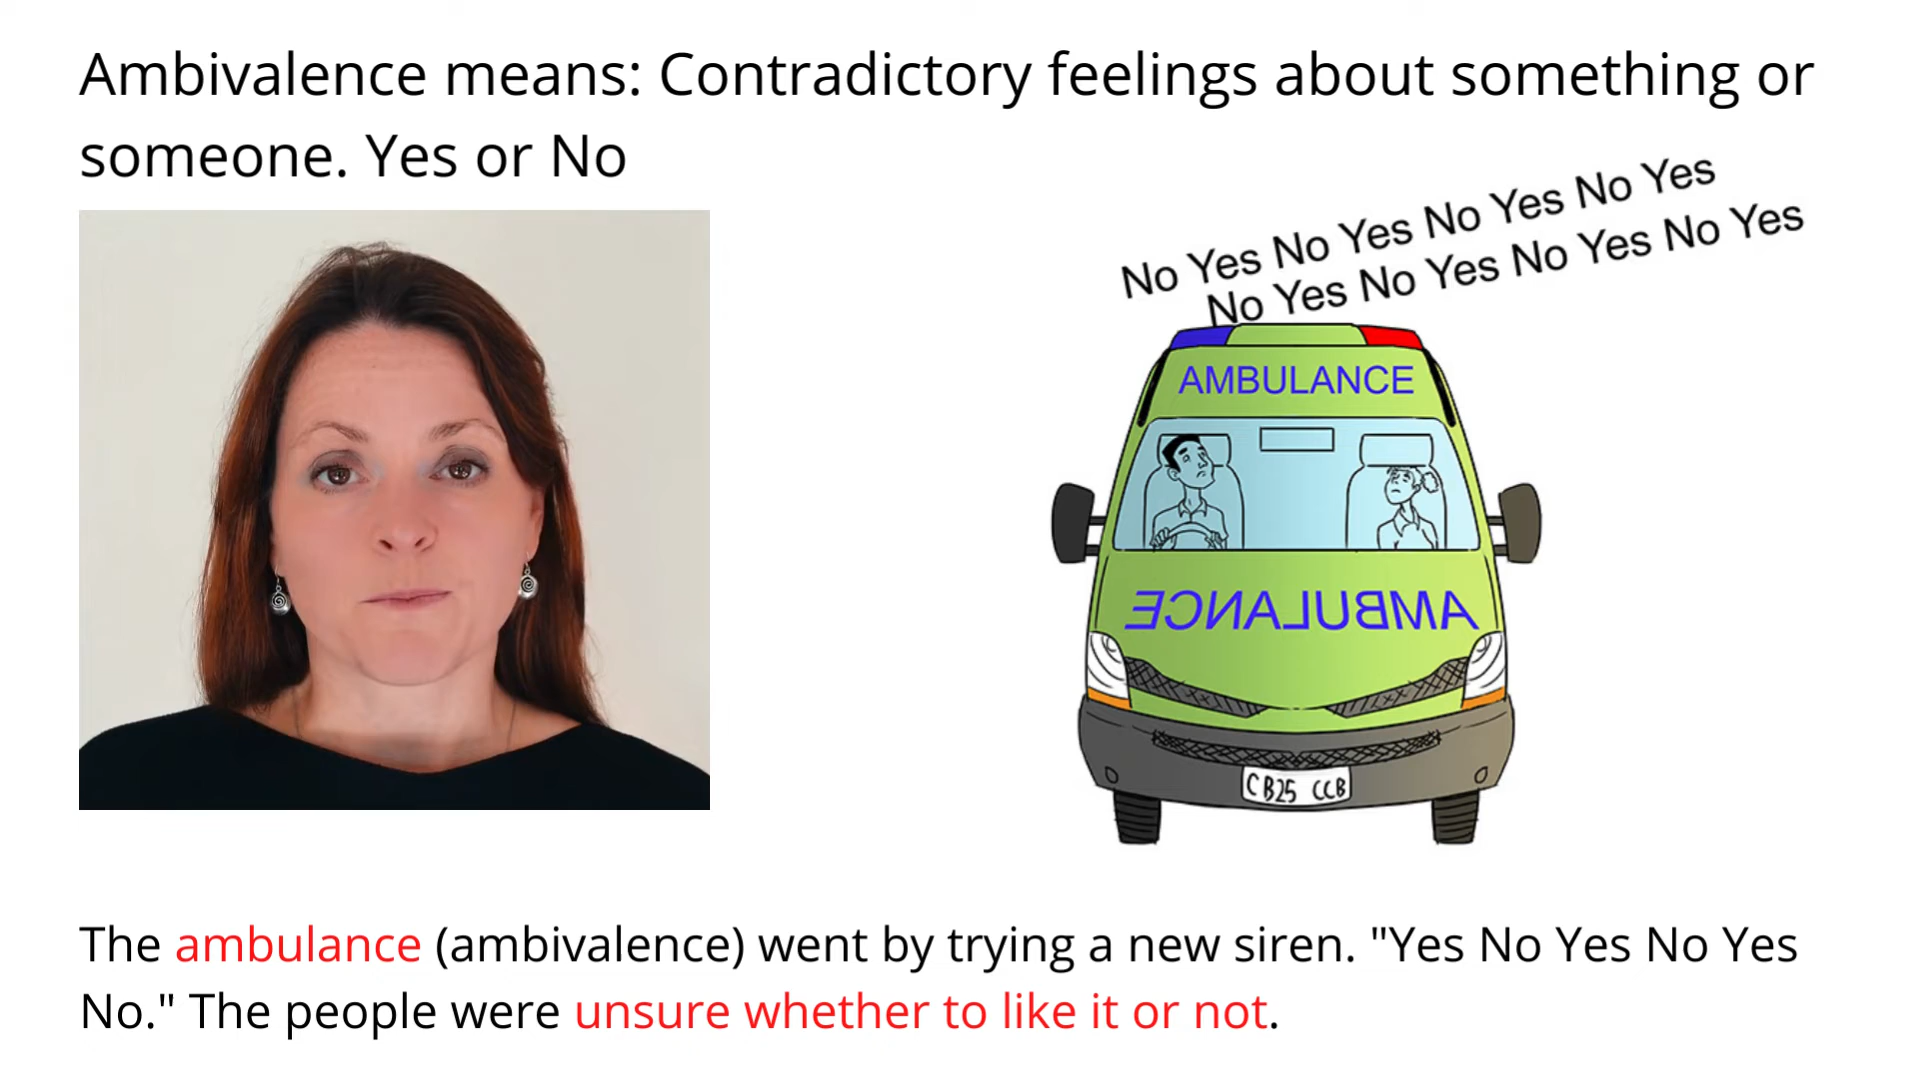 Ambivalence means: Contradictory feelings about something or
someone. Yes or No
No Yes No Yes No Yes No Yes
No Yes No Yes No Yes No Yes
AMBULANCE
AMBULANCE
CB25 CCB
The ambulance (ambivalence) went by trying a new siren. "Yes No Yes No Yes
No." The people were unsure whether to like it or not.